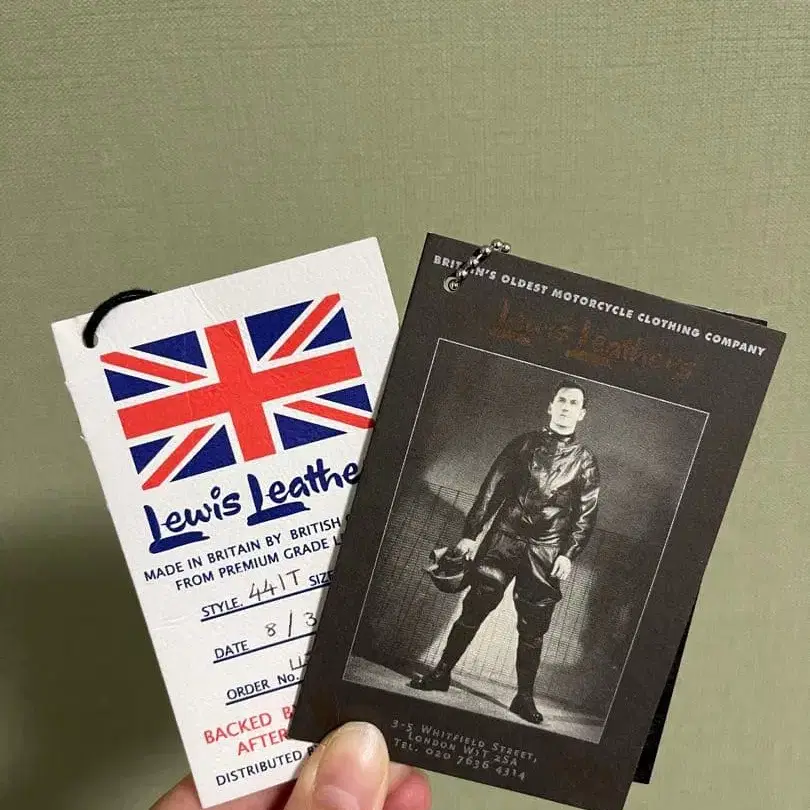 Lewis Leathe
MADE IN BRITAIN BY BRITISH
FROM PREMIUM GRADE
STYLE. 441T SIZE
DATE 8/3
ORDER No.
BACKED
AFTER
DISTRIBUTED
BRITAIN'S OLDEST MOTORCYCLE CLOTHING COMPANY
Lewis Leathers
3-5 WHITFIELD STREET,
LONDON W1T 2SA
TEL. 020 7636 4314